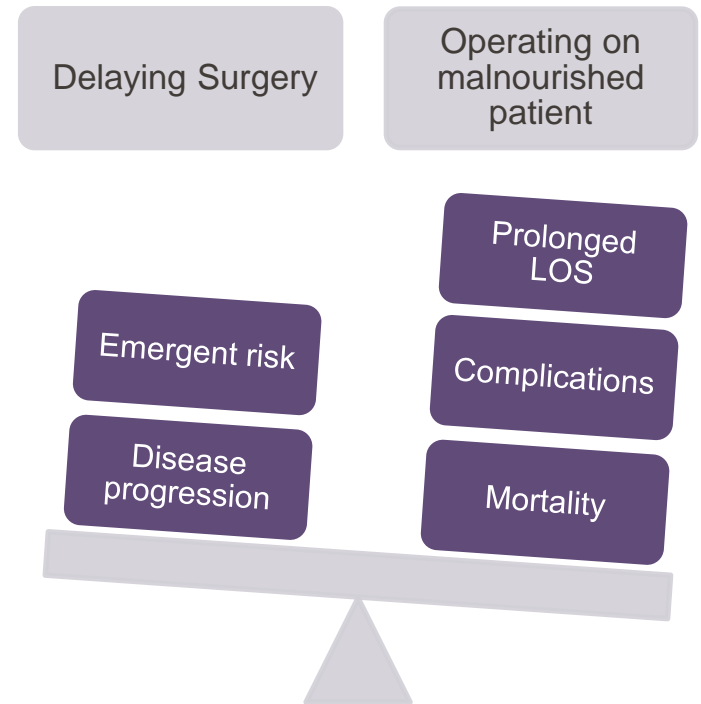 Delaying Surgery
Operating on
malnourished
patient
Prolonged
LOS
Emergent risk
Complications
Disease
progression
Mortality